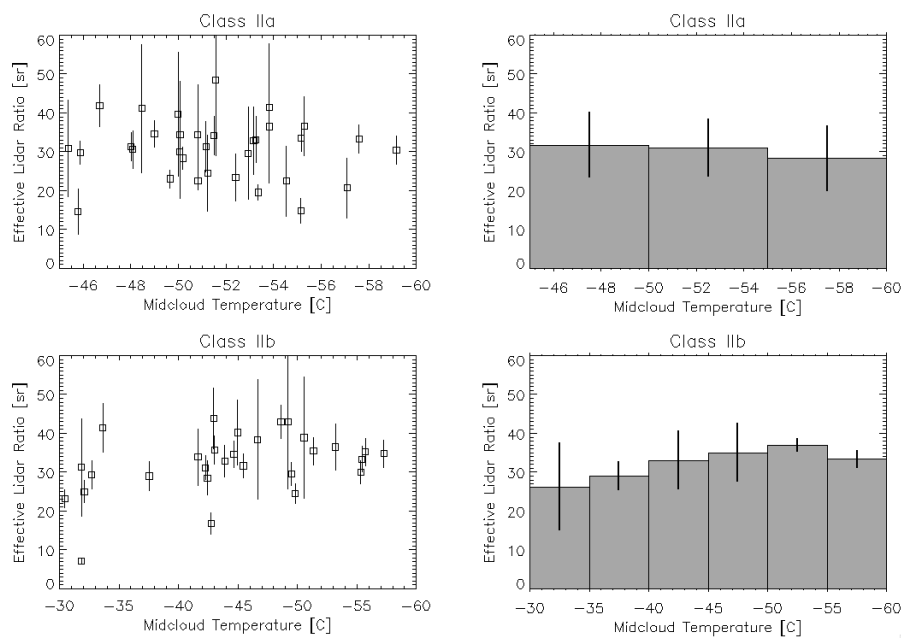 Class IIa
60
50
40
30
20
10
0
Effective Lidar Ratio [sr]
-46 -48 -50 -52 -54 -56 -58 -60
Midcloud Temperature [C]
Class IIa
60
50
40
30
20
10
0
Effective Lidar Ratio [sr]
-46 -48 -50 -52 -54 -56 -58 -60
Midcloud Temperature [C]
Class IIb
60
50
40
30
20
10
0
Effective Lidar Ratio [sr]
-30 -35 -40 -45 -50 -55 -60
Midcloud Temperature [C]
Class IIb
60
50
40
30
20
10
0
Effective Lidar Ratio [sr]
-30 -35 -40 -45 -50 -55 -60
Midcloud Temperature [C]